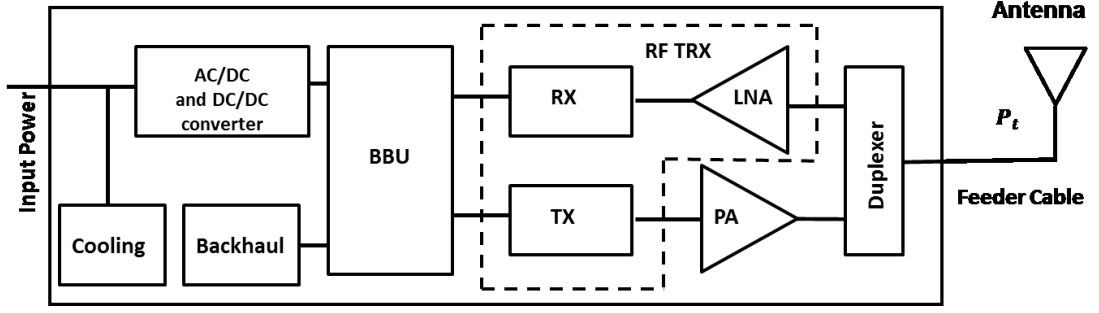 Antenna
RF TRX
AC/DC
and DC/DC
converter
RX
LNA
Input Power
BBU
P_t
Duplexer
Feeder Cable
TX
PA
Cooling
Backhaul